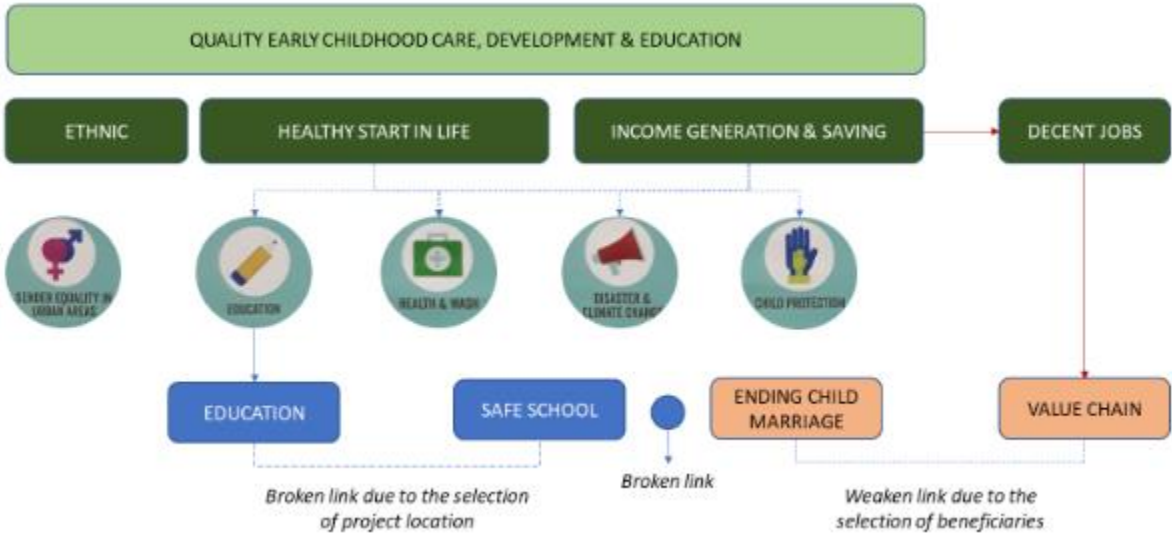 QUALITY EARLY CHILDHOOD CARE, DEVELOPMENT & EDUCATION
ETHNIC
HEALTHY START IN LIFE
INCOME GENERATION & SAVING
DECENT JOBS
GENDER EQUALITY IN
URBAN AREAS
EDUCATION
HEALTH & WASH
DISASTER &
CLIMATE CHANGE
CHILD PROTECTION
EDUCATION
SAFE SCHOOL
ENDING CHILD
MARRIAGE
VALUE CHAIN
Broken link due to the selection
of project location
Broken link
Weaken link due to the
selection of beneficiaries